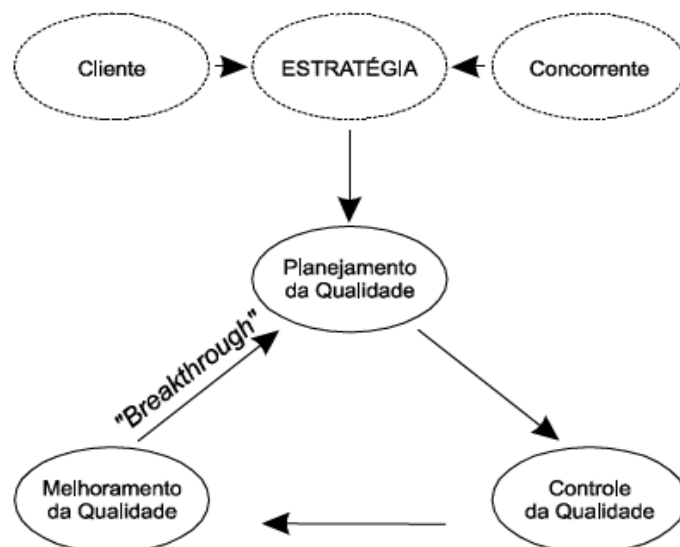 Cliente
ESTRATÉGIA
Concorrente
Planejamento
da Qualidade
"Breakthrough"
Melhoramento
da Qualidade
Controle
da Qualidade